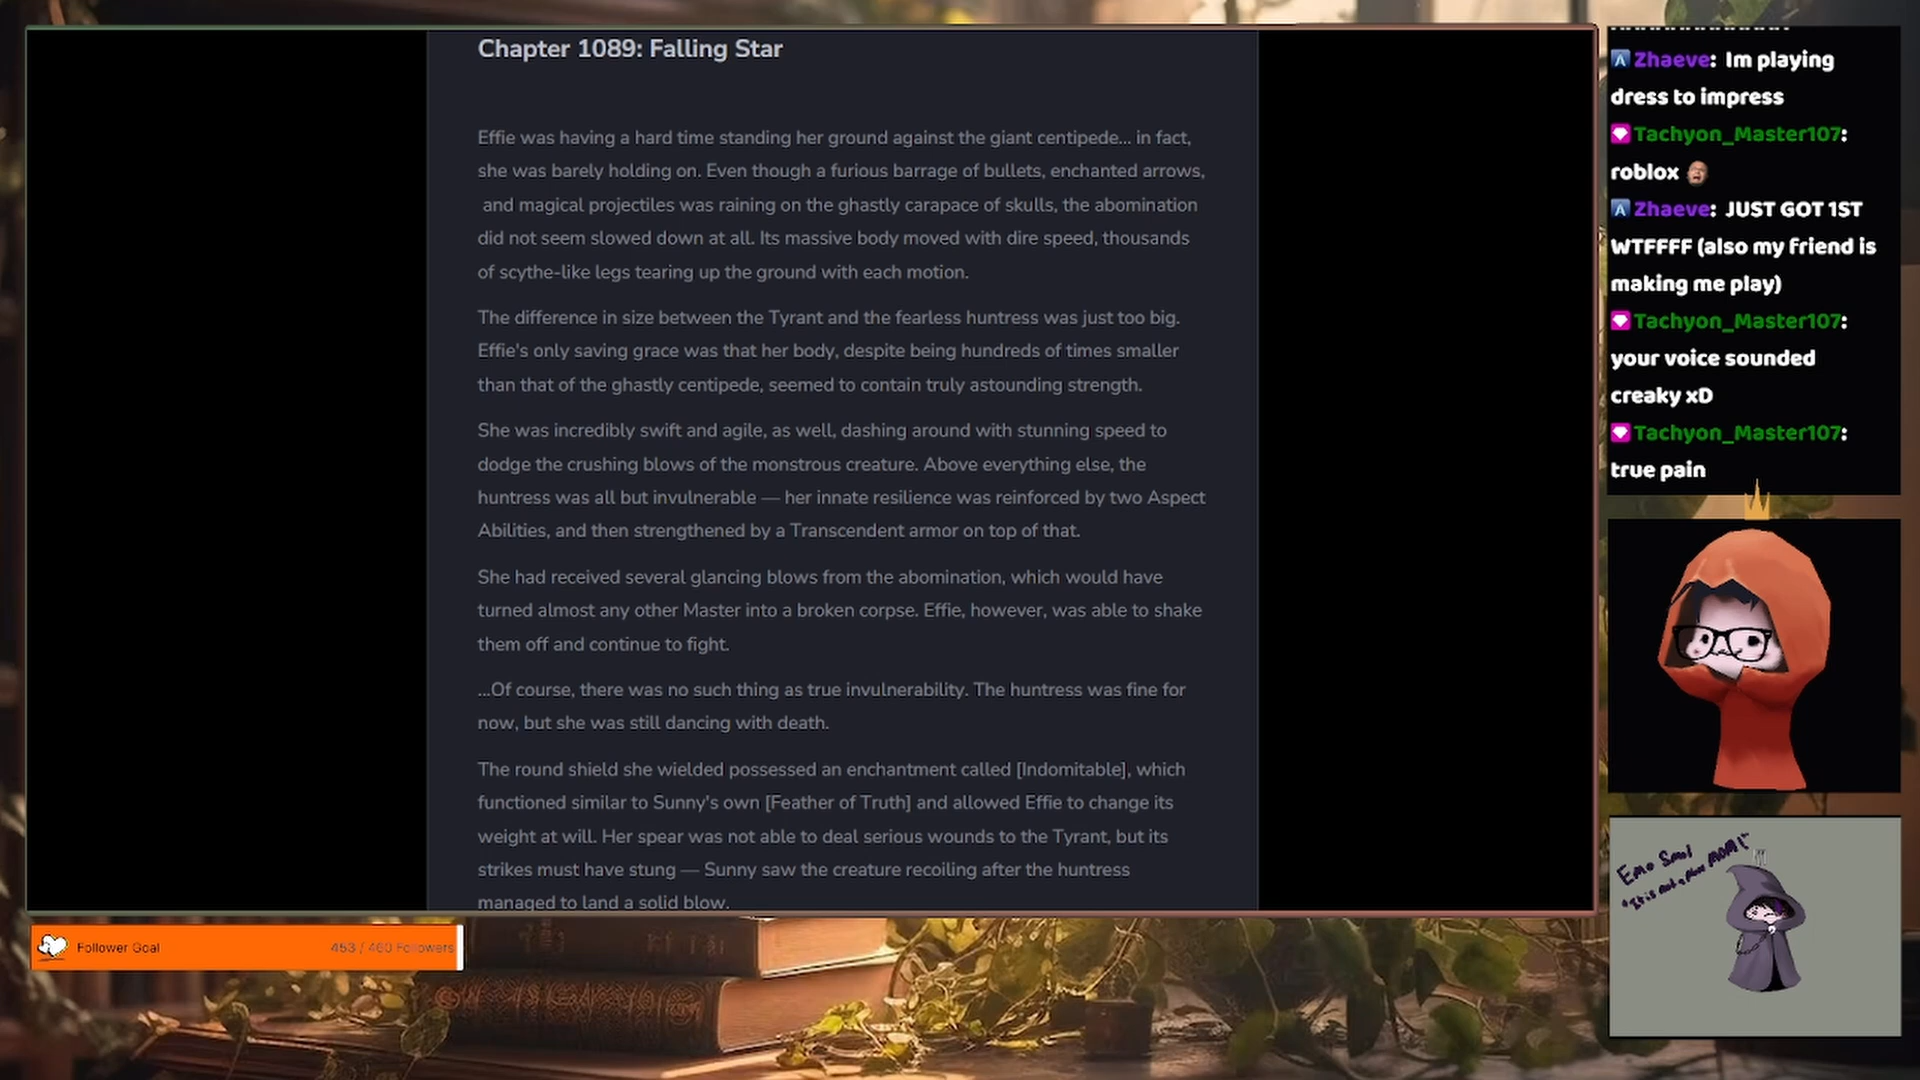 Chapter 1089: Falling Star
Effie was having a hard time standing her ground against the giant centipede... in fact,
she was barely holding on. Even though a furious barrage of bullets, enchanted arrows,
and magical projectiles was raining on the ghastly carapace of skulls, the abomination
did not seem slowed down at all. Its massive body moved with dire speed, thousands
of scythe-like legs tearing up the ground with each motion.
The difference in size between the Tyrant and the fearless huntress was just too big.
Effie's only saving grace was that her body, despite being hundreds of times smaller
than that of the ghastly centipede, seemed to contain truly astounding strength.
She was incredibly swift and agile, as well, dashing around with stunning speed to
dodge the crushing blows of the monstrous creature. Above everything else, the
huntress was all but invulnerable — her innate resilience was reinforced by two Aspect
Abilities, and then strengthened by a Transcendent armor on top of that.
She had received several glancing blows from the abomination, which would have
turned almost any other Master into a broken corpse. Effie, however, was able to shake
them off and continue to fight.
...Of course, there was no such thing as true invulnerability. The huntress was fine for
now, but she was still dancing with death.
The round shield she wielded possessed an enchantment called [Indomitable], which
functioned similar to Sunny's own [Feather of Truth] and allowed Effie to change its
weight at will. Her spear was not able to deal serious wounds to the Tyrant, but its
strikes must have stung — Sunny saw the creature recoiling after the huntress
managed to land a solid blow.
Zhaeve: Im playing
dress to impress
Tachyon_Master107:
roblox
Zhaeve: JUST GOT 1ST
WTFFFF (also my friend is
making me play)
Tachyon_Master107:
your voice sounded
creaky xD
Tachyon_Master107:
true pain
Emo Smol
Follower Goal
453 / 460 Followers